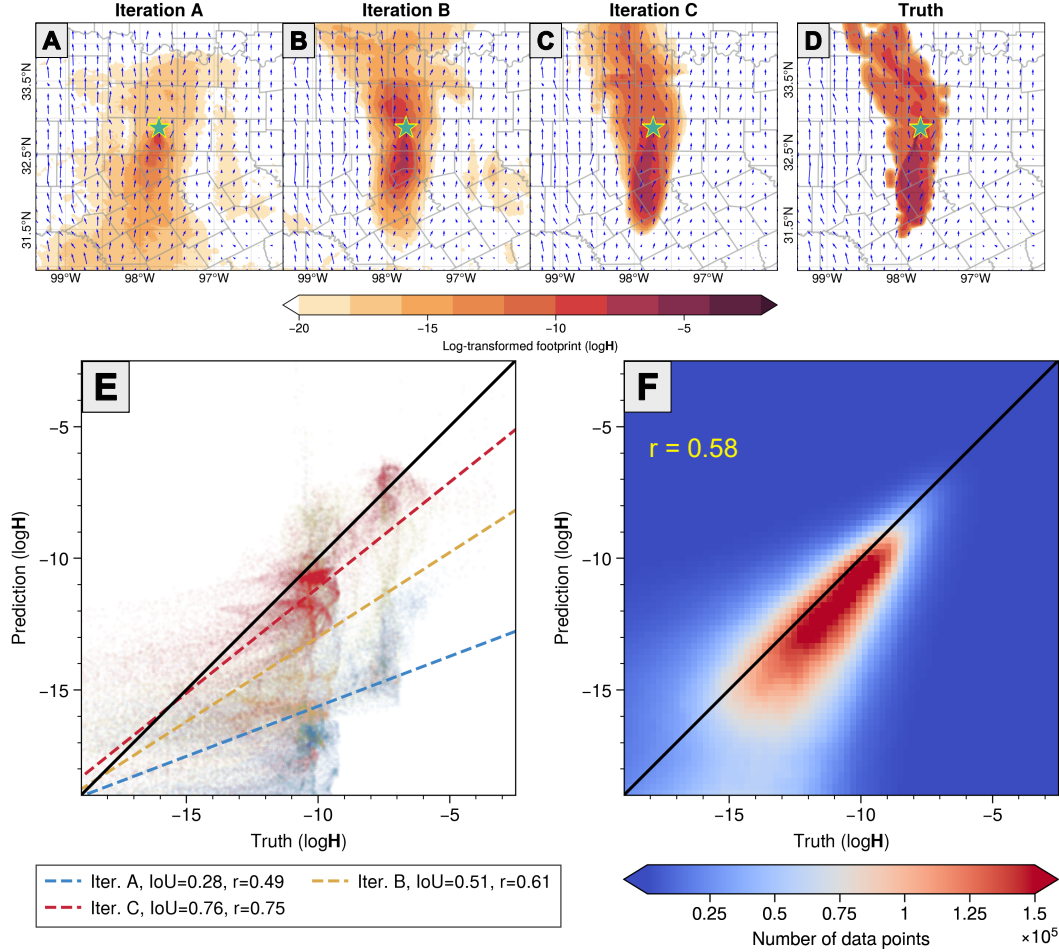 Iteration A Iteration B Iteration C Truth
A B C D
33.5°N 33.5°N
32.5°N 32.5°N
31.5°N 31.5°N
99°W 98°W 97°W 99°W 98°W 97°W 99°W 98°W 97°W 99°W 98°W 97°W
−20 −15 −10 −5
Log-transformed footprint (logH)
E F
r = 0.58
−5 −5
−10 −10
−15 −15
Prediction (logH) Prediction (logH)
−15 −10 −5 −15 −10 −5
Truth (logH) Truth (logH)
Iter. A, IoU=0.28, r=0.49 Iter. B, IoU=0.51, r=0.61
Iter. C, IoU=0.76, r=0.75
0.25 0.5 0.75 1 1.25 1.5
Number of data points ×10⁵